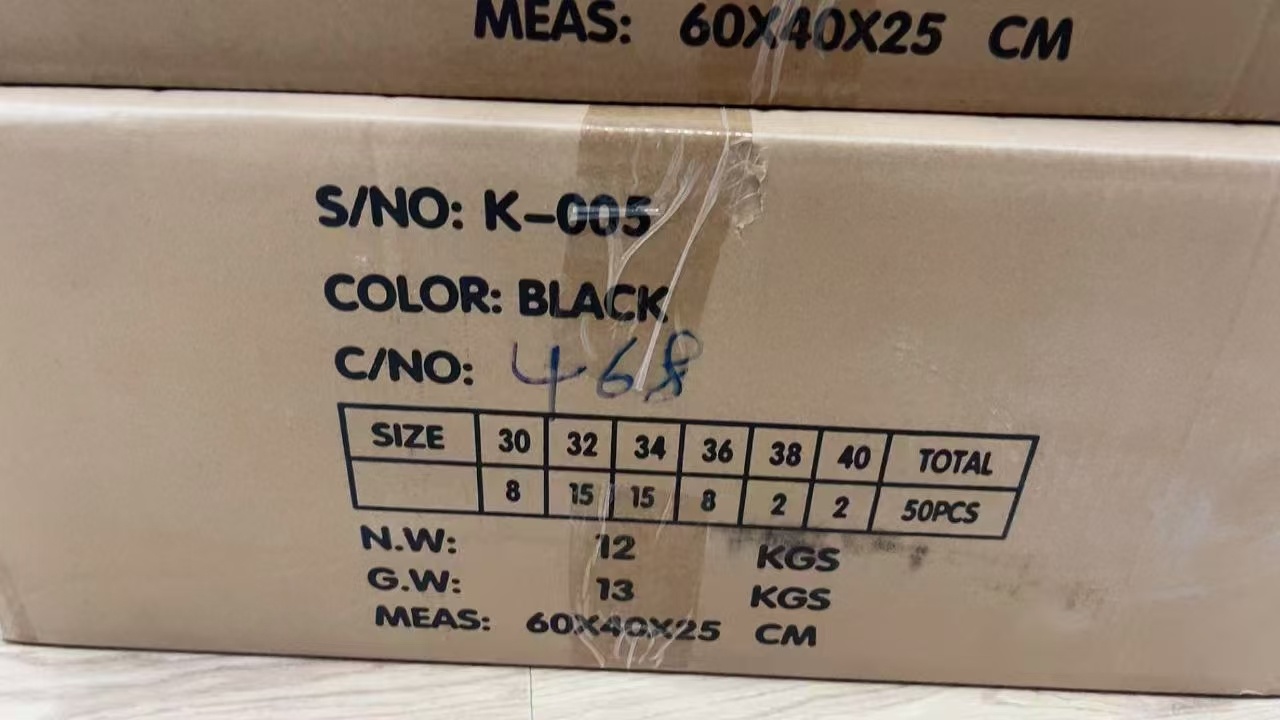 MEAS: 60X40X25 CM
S/NO: K-005
COLOR: BLACK
C/NO: 468
SIZE 30 32 34 36 38 40 TOTAL
8 15 15 8 2 2 50PCS
N.W: 12 KGS
G.W: 13 KGS
MEAS: 60X40X25 CM